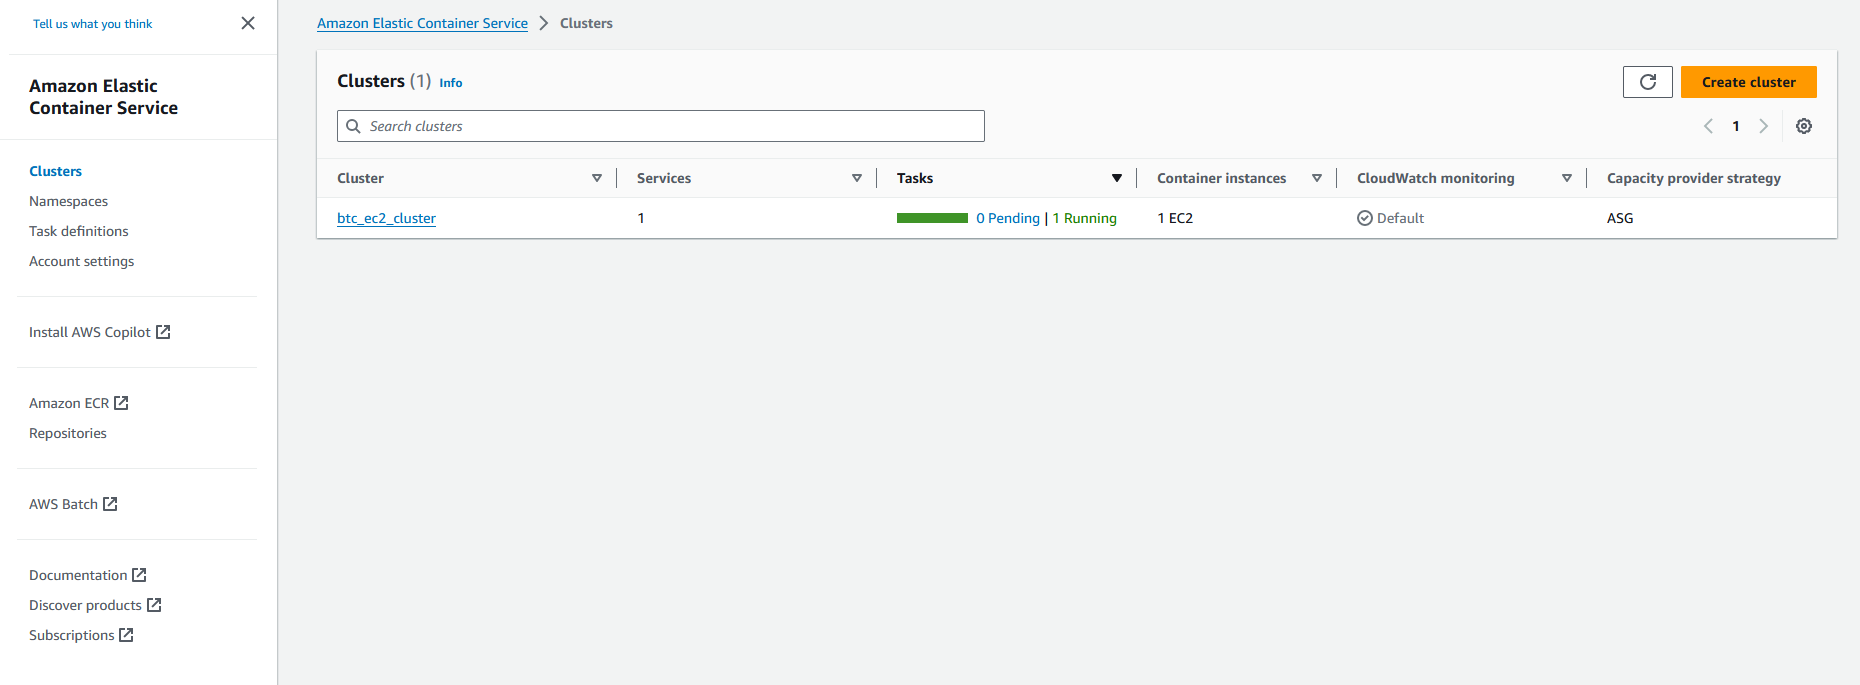 Tell us what you think
Amazon Elastic
Container Service
Clusters
Namespaces
Task definitions
Account settings
Install AWS Copilot
Amazon ECR
Repositories
AWS Batch
Documentation
Discover products
Subscriptions
Amazon Elastic Container Service > Clusters
Clusters (1) Info
Create cluster
Search clusters
1
Cluster Services Tasks Container instances CloudWatch monitoring Capacity provider strategy
btc_ec2_cluster 1 0 Pending | 1 Running 1 EC2 Default ASG